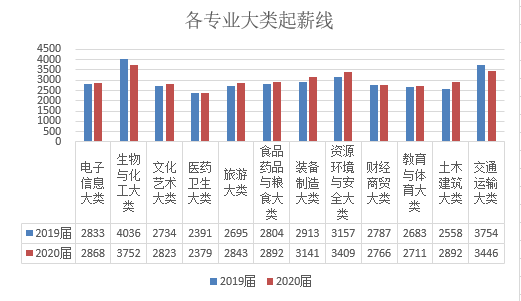 各专业大类起薪线
4500
4000
3500
3000
2500
2000
1500
1000
500
0
电子信息大类 生物与化工大类 文化艺术大类 医药卫生大类 旅游大类 食品药品与粮食大类 装备制造大类 资源环境与安全大类 财经商贸大类 教育与体育大类 土木建筑大类 交通运输大类
2019届 2833 4036 2734 2391 2695 2804 2913 3157 2787 2683 2558 3754
2020届 2868 3752 2823 2379 2843 2892 3141 3409 2766 2711 2892 3446
2019届 2020届